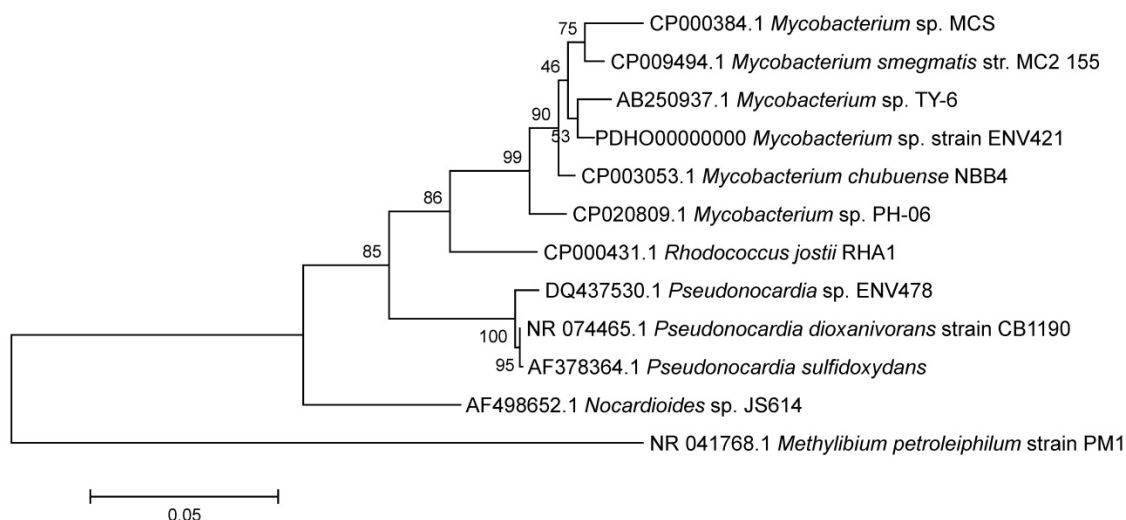 75
CP000384.1 Mycobacterium sp. MCS
CP009494.1 Mycobacterium smegmatis str. MC2 155
46
AB250937.1 Mycobacterium sp. TY-6
90
53
PDHO00000000 Mycobacterium sp. strain ENV421
99
CP003053.1 Mycobacterium chubuense NBB4
86
CP020809.1 Mycobacterium sp. PH-06
85
CP000431.1 Rhodococcus jostii RHA1
DQ437530.1 Pseudonocardia sp. ENV478
100
NR 074465.1 Pseudonocardia dioxanivorans strain CB1190
95
AF378364.1 Pseudonocardia sulfidoxydans
AF498652.1 Nocardioides sp. JS614
NR 041768.1 Methylibium petroleiphilum strain PM1
0.05